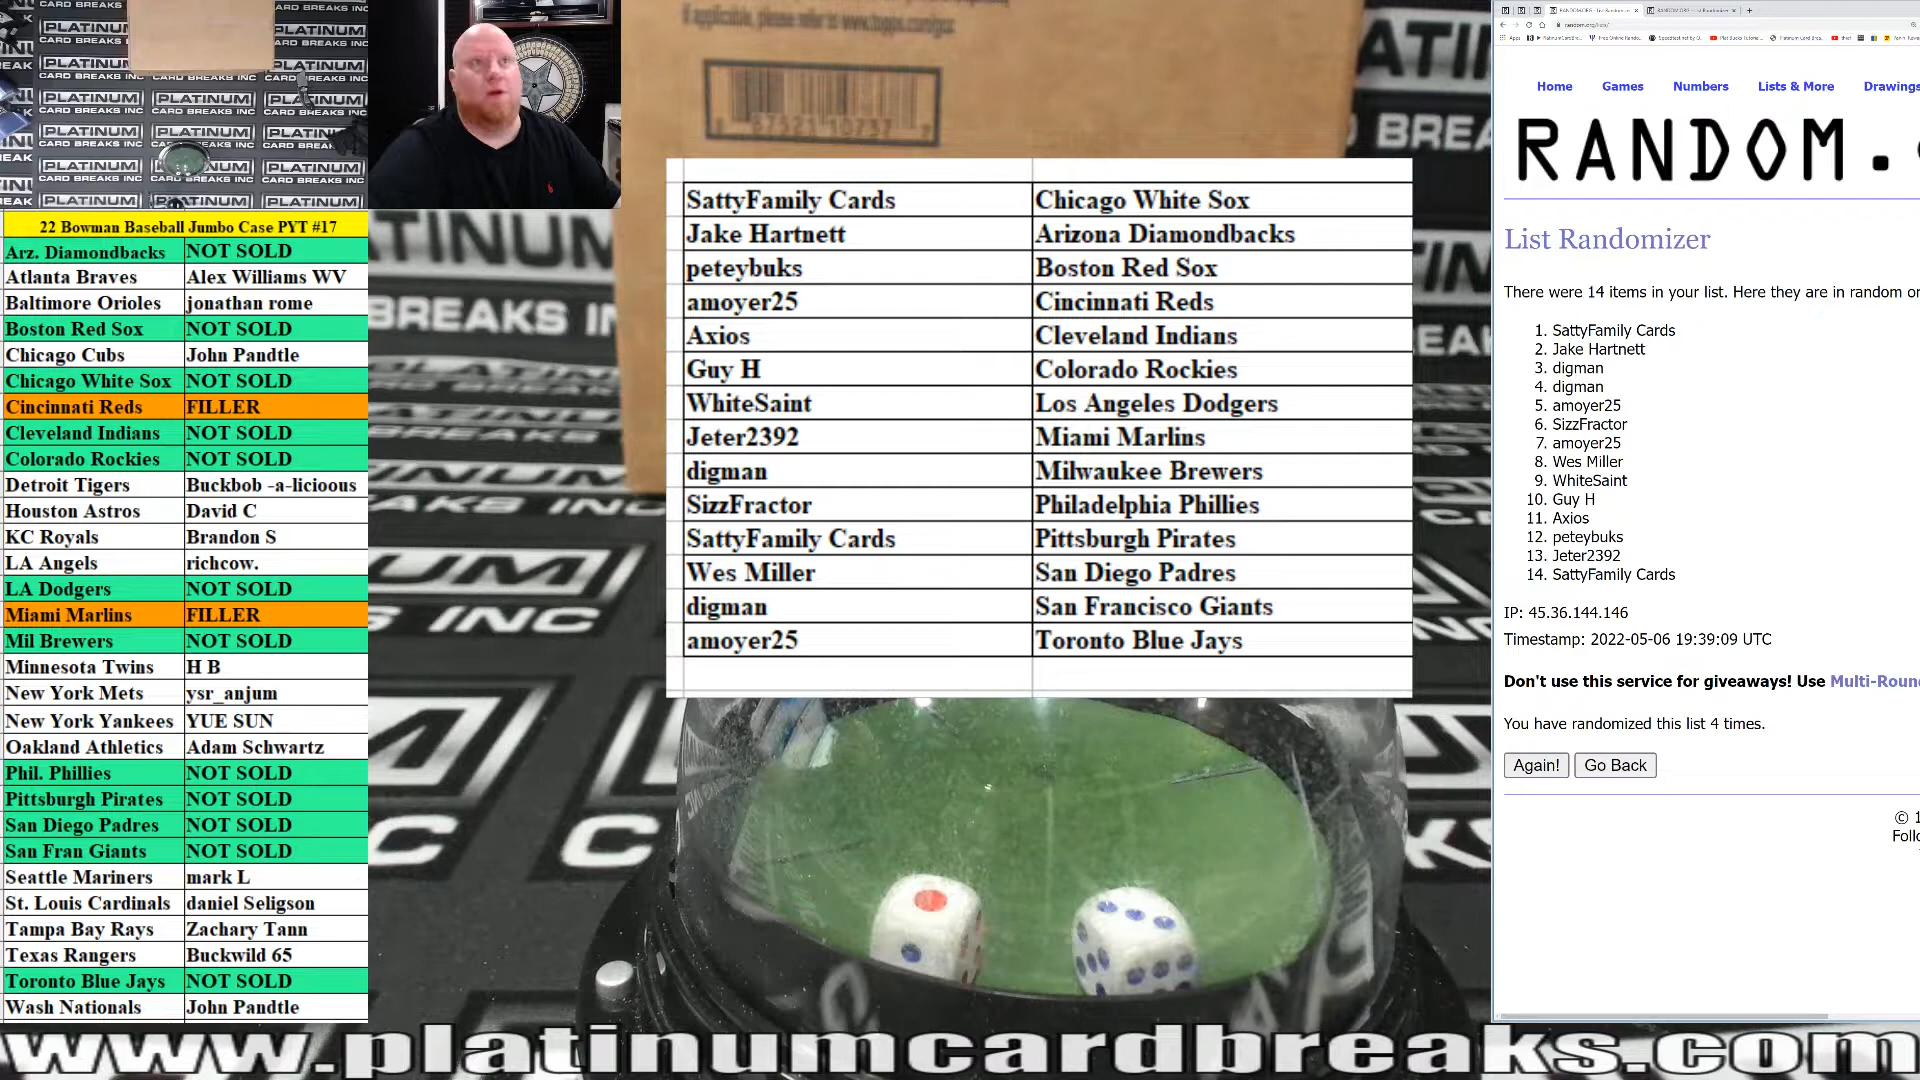 22 Bowman Baseball Jumbo Case PYT #17
Arz. Diamondbacks NOT SOLD
Atlanta Braves Alex Williams WV
Baltimore Orioles jonathan rome
Boston Red Sox NOT SOLD
Chicago Cubs John Pandtle
Chicago White Sox NOT SOLD
Cincinnati Reds FILLER
Cleveland Indians NOT SOLD
Colorado Rockies NOT SOLD
Detroit Tigers Buckbob -a-licioous
Houston Astros David C
KC Royals Brandon S
LA Angels richcow.
LA Dodgers NOT SOLD
Miami Marlins FILLER
Mil Brewers NOT SOLD
Minnesota Twins H B
New York Mets ysr_anjum
New York Yankees YUE SUN
Oakland Athletics Adam Schwartz
Phil. Phillies NOT SOLD
Pittsburgh Pirates NOT SOLD
San Diego Padres NOT SOLD
San Fran Giants NOT SOLD
Seattle Mariners mark L
St. Louis Cardinals daniel Seligson
Tampa Bay Rays Zachary Tann
Texas Rangers Buckwild 65
Toronto Blue Jays NOT SOLD
Wash Nationals John Pandtle
SattyFamily Cards Chicago White Sox
Jake Hartnett Arizona Diamondbacks
peteybuks Boston Red Sox
amoyer25 Cincinnati Reds
Axios Cleveland Indians
Guy H Colorado Rockies
WhiteSaint Los Angeles Dodgers
Jeter2392 Miami Marlins
digman Milwaukee Brewers
SizzFractor Philadelphia Phillies
SattyFamily Cards Pittsburgh Pirates
Wes Miller San Diego Padres
digman San Francisco Giants
amoyer25 Toronto Blue Jays
Home Games Numbers Lists & More Drawings
RANDOM.
List Randomizer
There were 14 items in your list. Here they are in random
1. SattyFamily Cards
2. Jake Hartnett
3. digman
4. digman
5. amoyer25
6. SizzFractor
7. amoyer25
8. Wes Miller
9. WhiteSaint
10. Guy H
11. Axios
12. peteybuks
13. Jeter2392
14. SattyFamily Cards
IP: 45.36.144.146
Timestamp: 2022-05-06 19:39:09 UTC
Don't use this service for giveaways! Use Multi-Roun
You have randomized this list 4 times.
Again! Go Back
www.platinumcardbreaks.com